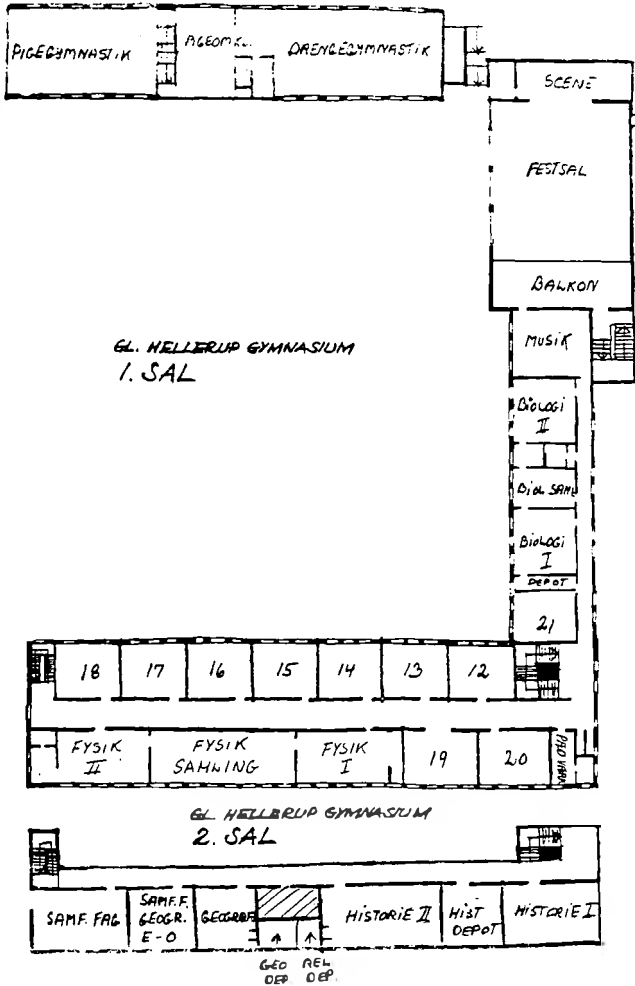 PIGEGYMNASTIK
DRENGEGYMNASTIK
SCENE
FESTSAL
BALKON
MUSIK
GL. HELLERUP GYMNASIUM
1. SAL
BIOLOGI
II
BIOL SAML
BIOLOGI
I
DEPOT
21
18 17 16 15 14 13 12
FYSIK
II
FYSIK
SAMLING
FYSIK
I
19
20
GL HELLERUP GYMNASIUM
2. SAL
SAMF. FAG
SAMF. F.
GEOGR.
E-O
HISTORIE II
HIST
DEPOT
HISTORIE I
GEO
DEP
REL
DEP.